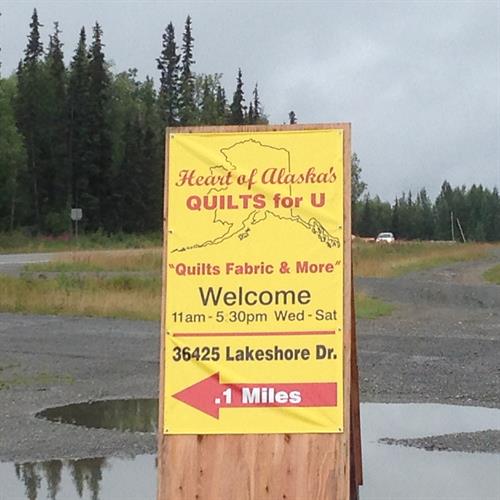 Heart of Alaska's
QUILTS for U
"Quilts Fabric & More"
Welcome
11am - 5:30pm Wed - Sat
36425 Lakeshore Dr.
.1 Miles